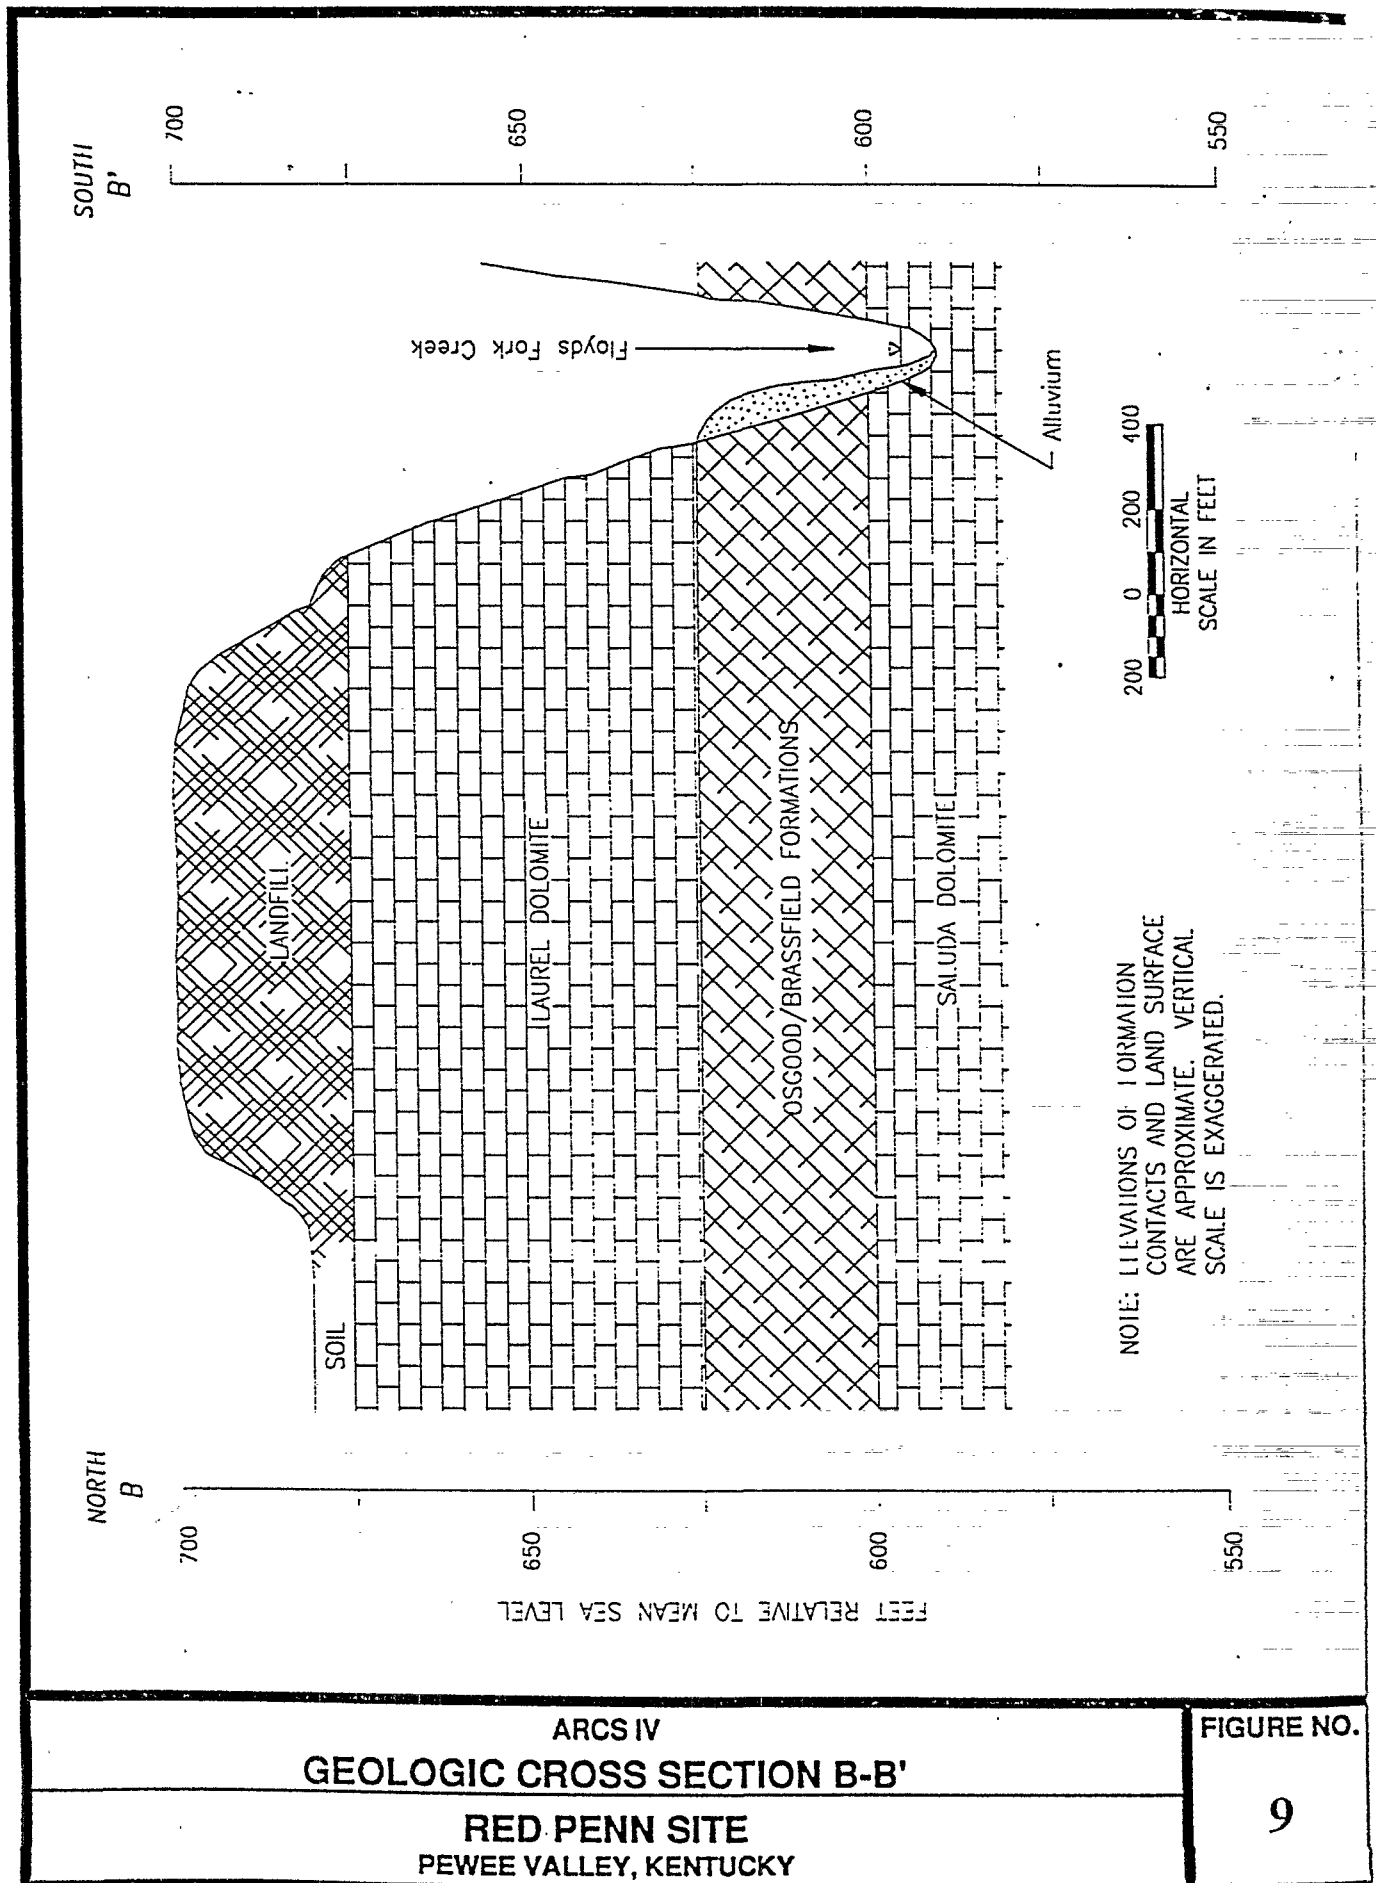 SOUTH
B'
700
650
600
550
Floyds Fork Creek
Alluvium
LANDFILL
LAUREL DOLOMITE
OSGOOD/BRASSFIELD FORMATIONS
SALUDA DOLOMITE
SOIL
200 0 200 400
HORIZONTAL
SCALE IN FEET
NOTE: ELEVATIONS OF FORMATION
CONTACTS AND LAND SURFACE
ARE APPROXIMATE. VERTICAL
SCALE IS EXAGGERATED.
NORTH
B
700
650
600
550
FEET RELATIVE TO MEAN SEA LEVEL
ARCS IV
GEOLOGIC CROSS SECTION B-B'
RED PENN SITE
PEWEE VALLEY, KENTUCKY
FIGURE NO.
9